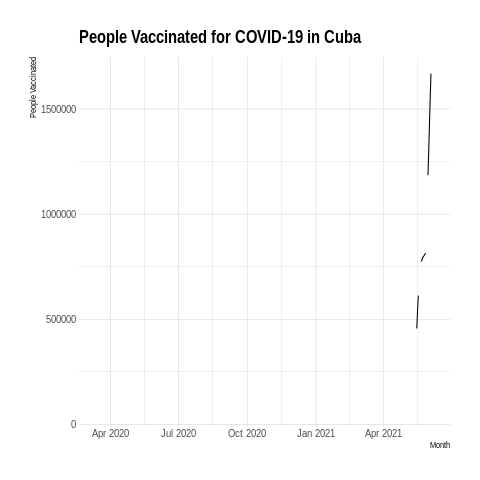 People Vaccinated for COVID-19 in Cuba
People Vaccinated
1500000
1000000
500000
0
Apr 2020 Jul 2020 Oct 2020 Jan 2021 Apr 2021
Month